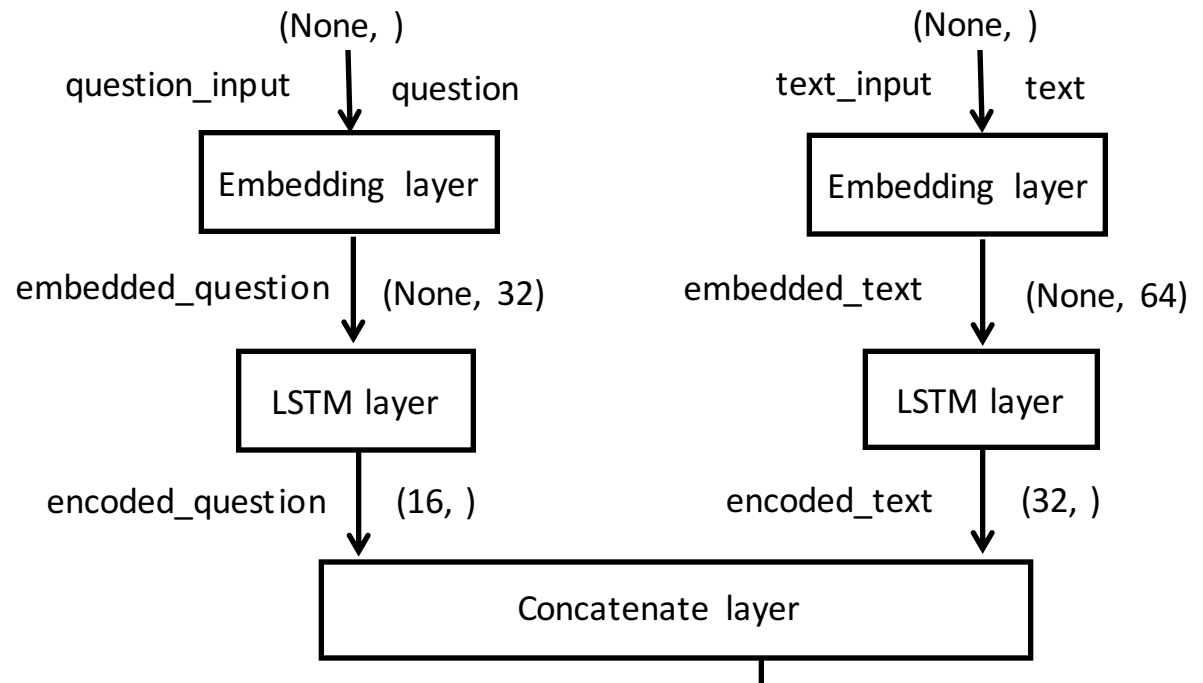 (None, )
(None, )
question_input question
text_input text
Embedding layer
Embedding layer
embedded_question (None, 32)
embedded_text (None, 64)
LSTM layer
LSTM layer
encoded_question (16, )
encoded_text (32, )
Concatenate layer